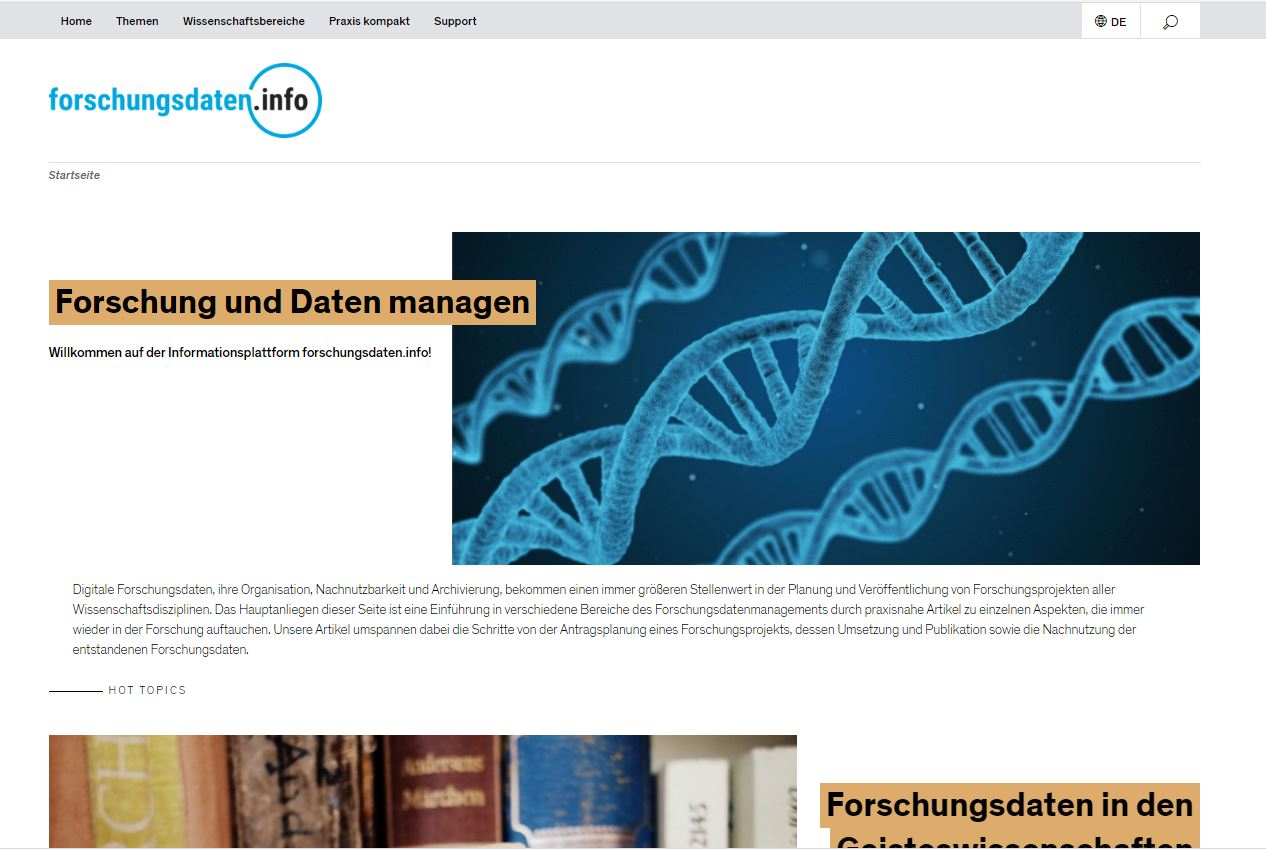 Home Themen Wissenschaftsbereiche Praxis kompakt Support DE
forschungsdaten.info
Startseite
Forschung und Daten managen
Willkommen auf der Informationsplattform forschungsdaten.info!
Digitale Forschungsdaten, ihre Organisation, Nachnutzbarkeit und Archivierung, bekommen einen immer größeren Stellenwert in der Planung und Veröffentlichung von Forschungsprojekten aller
Wissenschaftsdisziplinen. Das Hauptanliegen dieser Seite ist eine Einführung in verschiedene Bereiche des Forschungsdatenmanagements durch praxisnahe Artikel zu einzelnen Aspekten, die immer
wieder in der Forschung auftauchen. Unsere Artikel umspannen dabei die Schritte von der Antragsplanung eines Forschungsprojekts, dessen Umsetzung und Publikation sowie die Nachnutzung der
entstandenen Forschungsdaten.
HOT TOPICS
Andersens
Märchen
2145
Forschungsdaten in den
Geisteswissenschaften